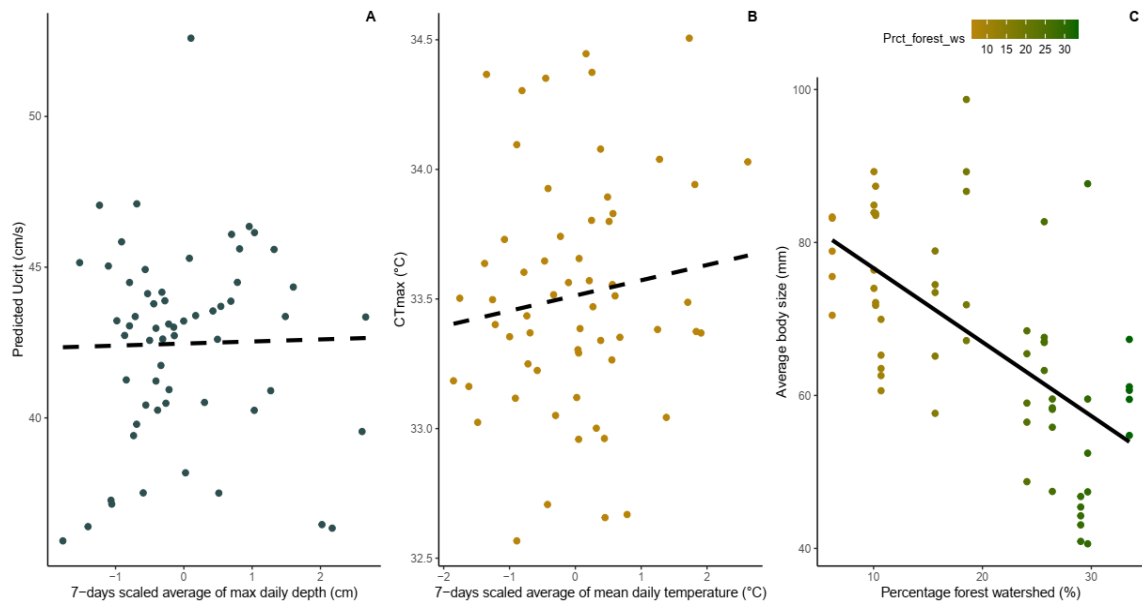 A
Predicted Ucrit (cm/s)
50
45
40
−1 0 1 2
7−days scaled average of max daily depth (cm)
B
CTmax (°C)
34.5
34.0
33.5
33.0
32.5
−2 −1 0 1 2
7−days scaled average of mean daily temperature (°C)
C
Prct_forest_ws
10 15 20 25 30
Average body size (mm)
100
80
60
40
10 20 30
Percentage forest watershed (%)